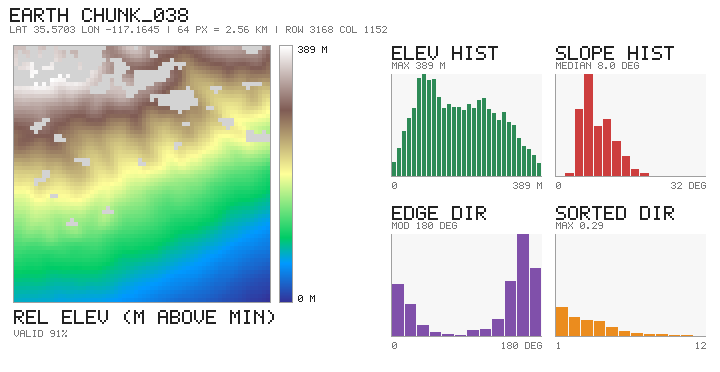 EARTH CHUNK_038
LAT 35.5703 LON -117.1645 | 64 PX = 2.56 KM | ROW 3168 COL 1152
389 M
0 M
REL ELEV (M ABOVE MIN)
VALID 91%
ELEV HIST
MAX 389 M
0 389 M
SLOPE HIST
MEDIAN 8.0 DEG
0 32 DEG
EDGE DIR
MOD 180 DEG
0 180 DEG
SORTED DIR
MAX 0.29
1 12